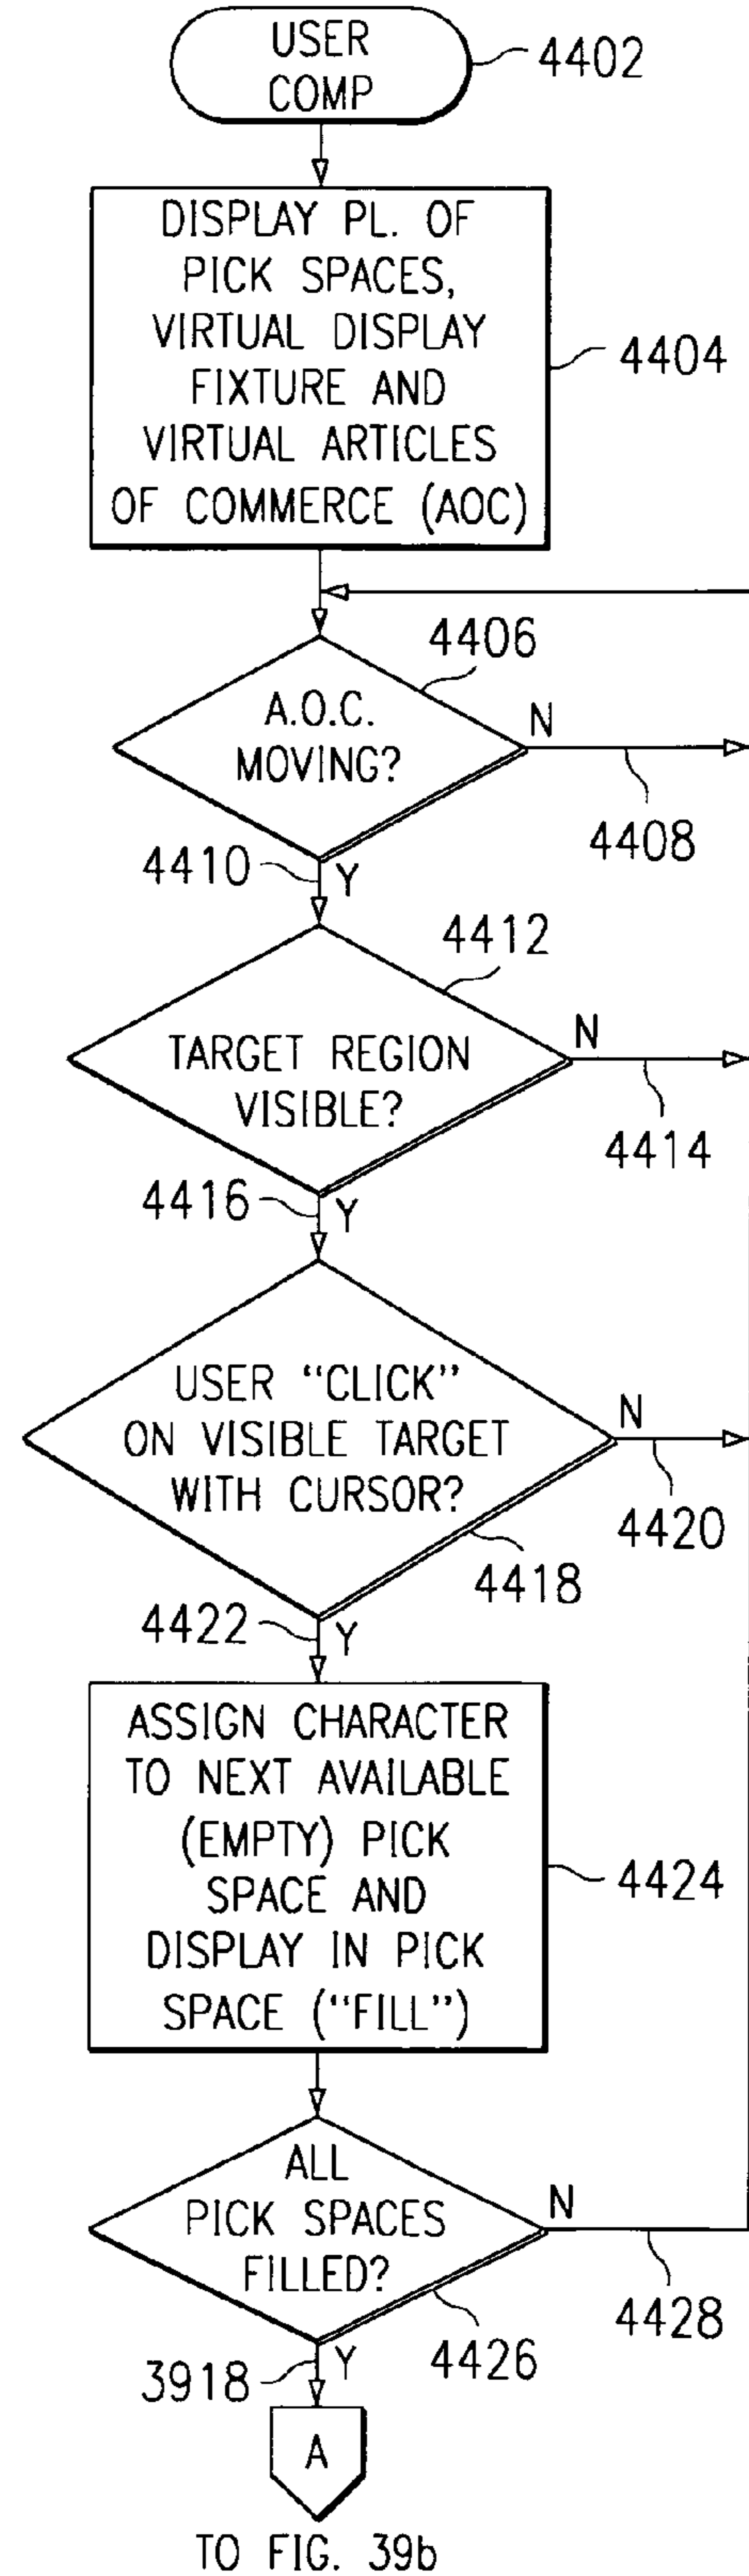 USER
COMP
4402
DISPLAY PL. OF
PICK SPACES,
VIRTUAL DISPLAY
FIXTURE AND
VIRTUAL ARTICLES
OF COMMERCE (AOC)
4404
4406
A.O.C.
MOVING?
N
4408
4410
Y
4412
TARGET REGION
VISIBLE?
N
4414
4416
Y
USER “CLICK”
ON VISIBLE TARGET
WITH CURSOR?
N
4420
4418
4422
Y
ASSIGN CHARACTER
TO NEXT AVAILABLE
(EMPTY) PICK
SPACE AND
DISPLAY IN PICK
SPACE (“FILL”)
4424
ALL
PICK SPACES
FILLED?
N
4428
4426
3918
Y
A
TO FIG. 39b